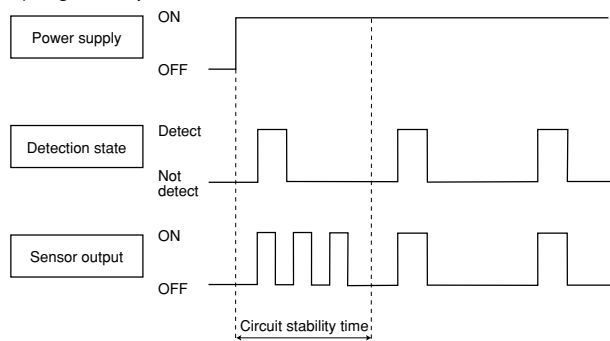 ON
Power supply
OFF
Detect
Detection state
Not
detect
ON
Sensor output
OFF
Circuit stability time